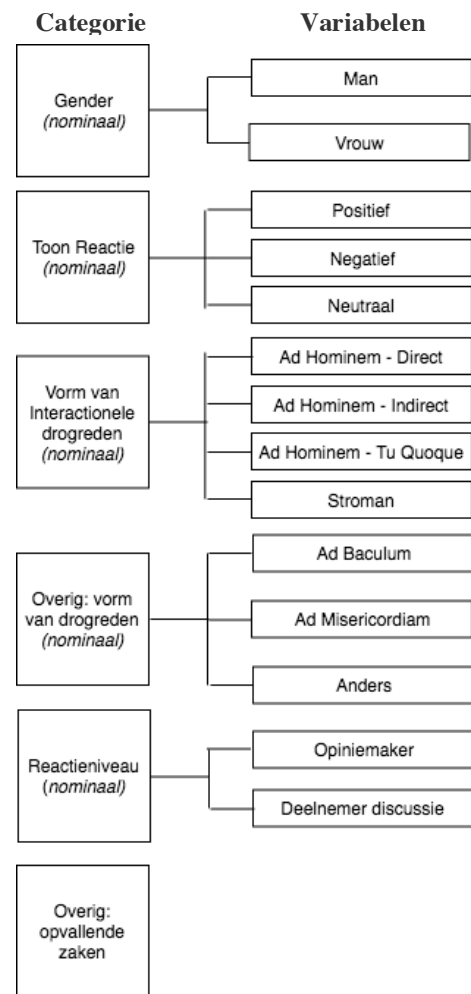 Categorie Variabelen
Gender
(nominaal)
Man
Vrouw
Toon Reactie
(nominaal)
Positief
Negatief
Neutraal
Vorm van
Interactionele
drogreden
(nominaal)
Ad Hominem - Direct
Ad Hominem - Indirect
Ad Hominem - Tu Quoque
Stroman
Overig: vorm
van drogreden
(nominaal)
Ad Baculum
Ad Misericordiam
Anders
Reactieniveau
(nominaal)
Opiniemaker
Deelnemer discussie
Overig:
opvallende
zaken